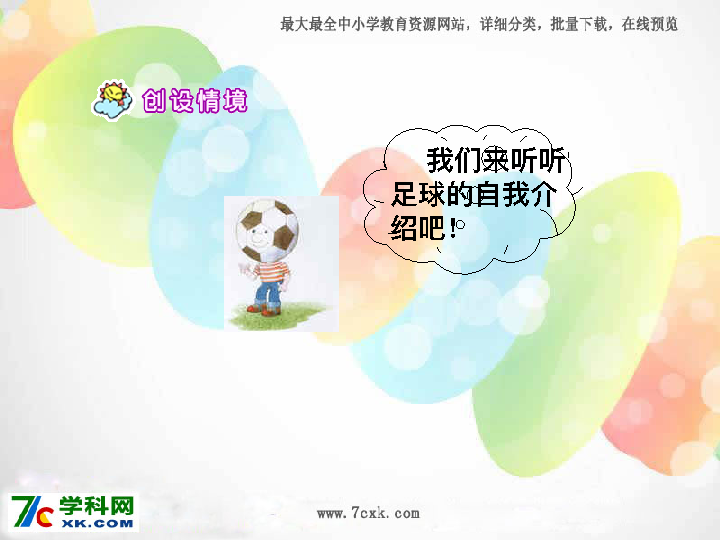 最大最全中小学教育资源网站，详细分类，批量下载，在线预览
创设情境
我们来听听
足球的自我介
绍吧！
7C学科网
XK.COM
www.7cxk.com